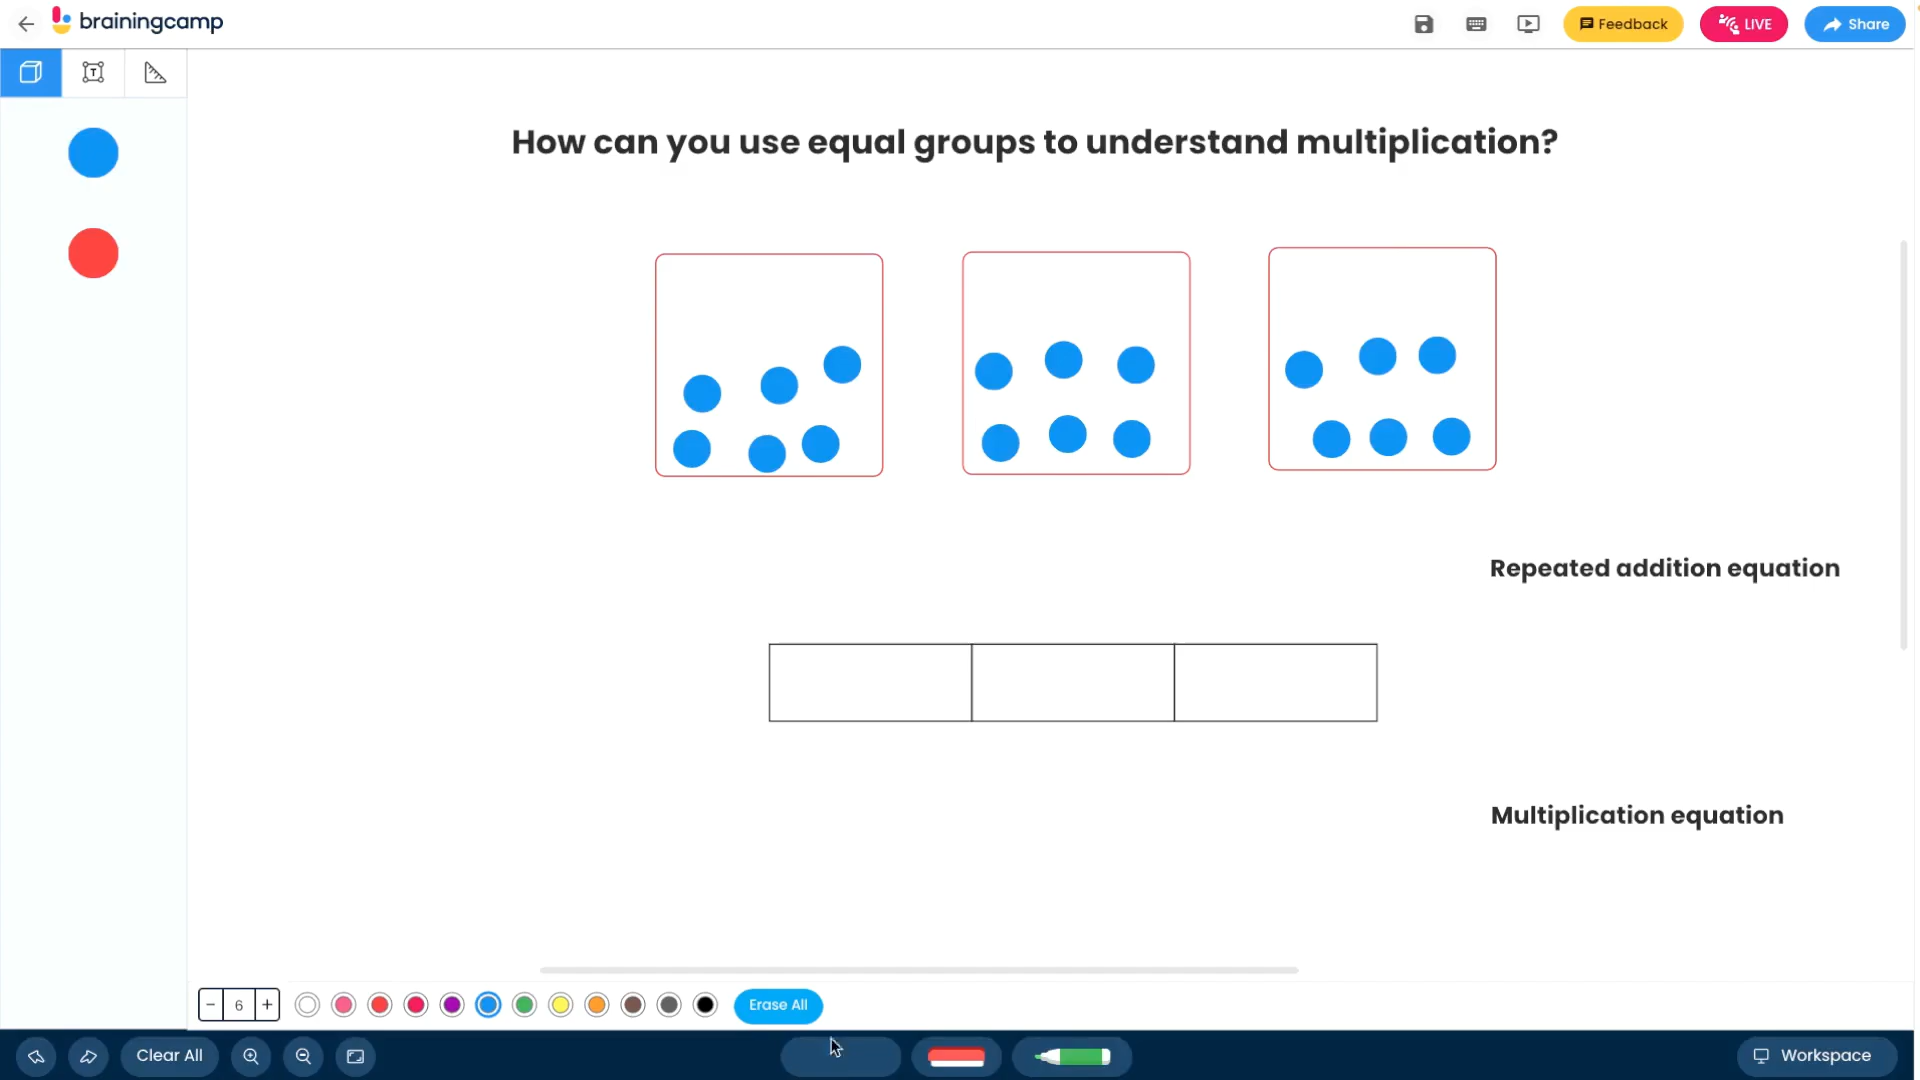 brainingcamp
Feedback
LIVE
Share
T
How can you use equal groups to understand multiplication?
Repeated addition equation
Multiplication equation
- 6 +
Erase All
Clear All
Workspace